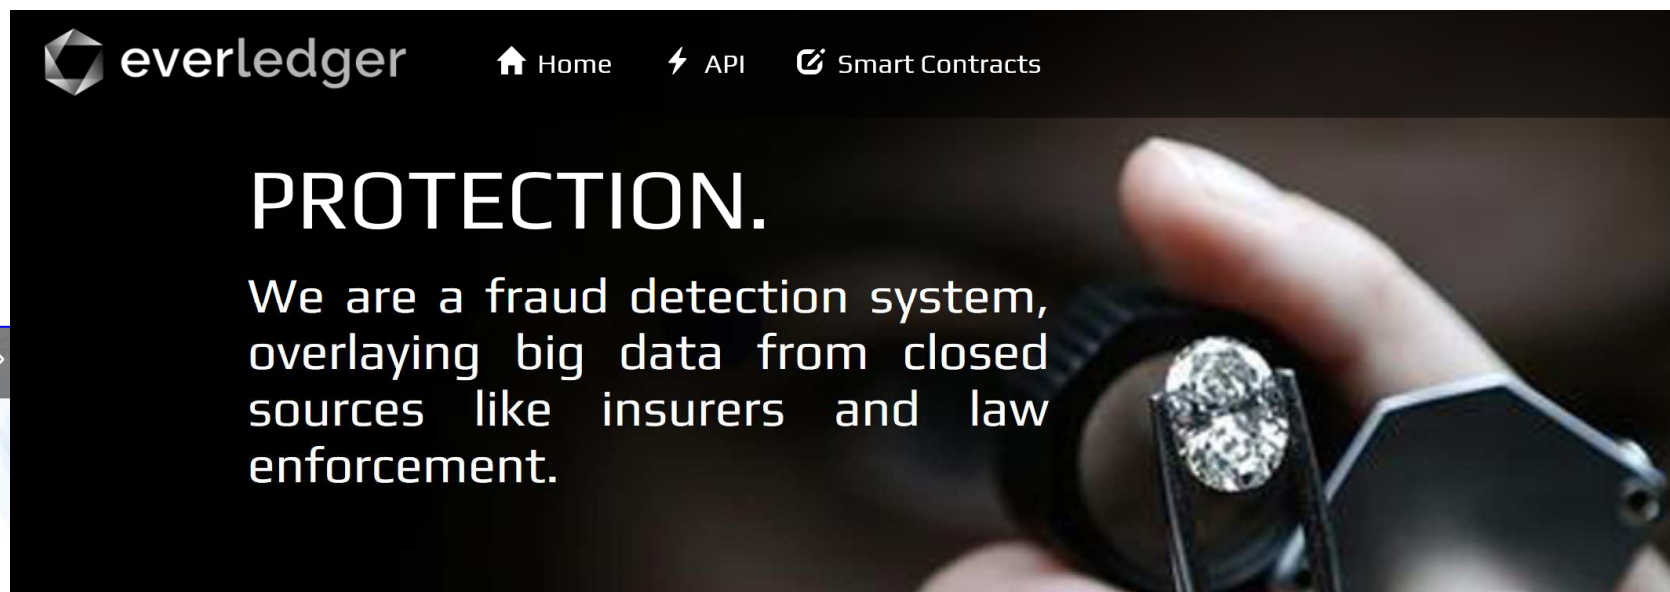 everledger Home API Smart Contracts
PROTECTION.
We are a fraud detection system,
overlaying big data from closed
sources like insurers and law
enforcement.